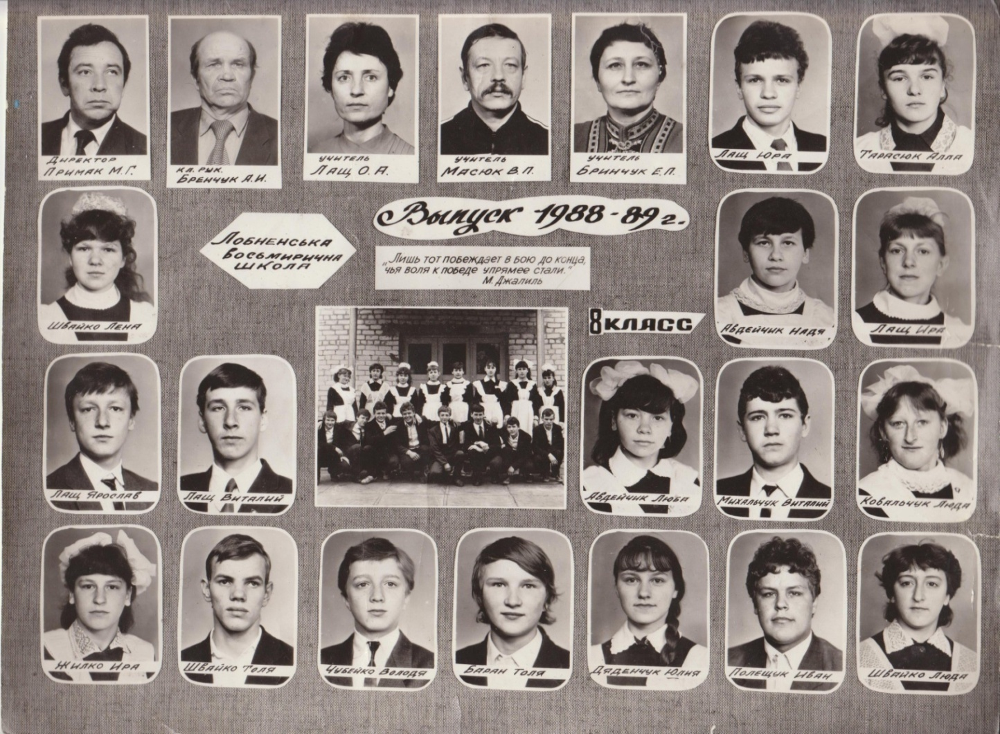 Директор
Примак М.Г.
кл. рук.
Бренчук А.И.
учитель
Лащ О.А.
учитель
Масюк В.П.
учитель
Бринчук Е.П.
Лащ Юра
Тарасюк Алла
Швайко Лена
Лобненська
восьмирична
школа
Выпуск 1988-89 г.
„Лишь тот побеждает в бою до конца,
чья воля к победе упрямее стали."
М. Джалиль
8 класс
Авдейчик Надя
Лащ Ира
Лащ Ярослав
Лащ Виталий
Авдейчик Люба
Михальчук Виталий
Ковальчук Люда
Жилко Ира
Швайко Толя
Чубейко Володя
Баран Толя
Дяденчук Юлия
Полещук Иван
Швайко Люда